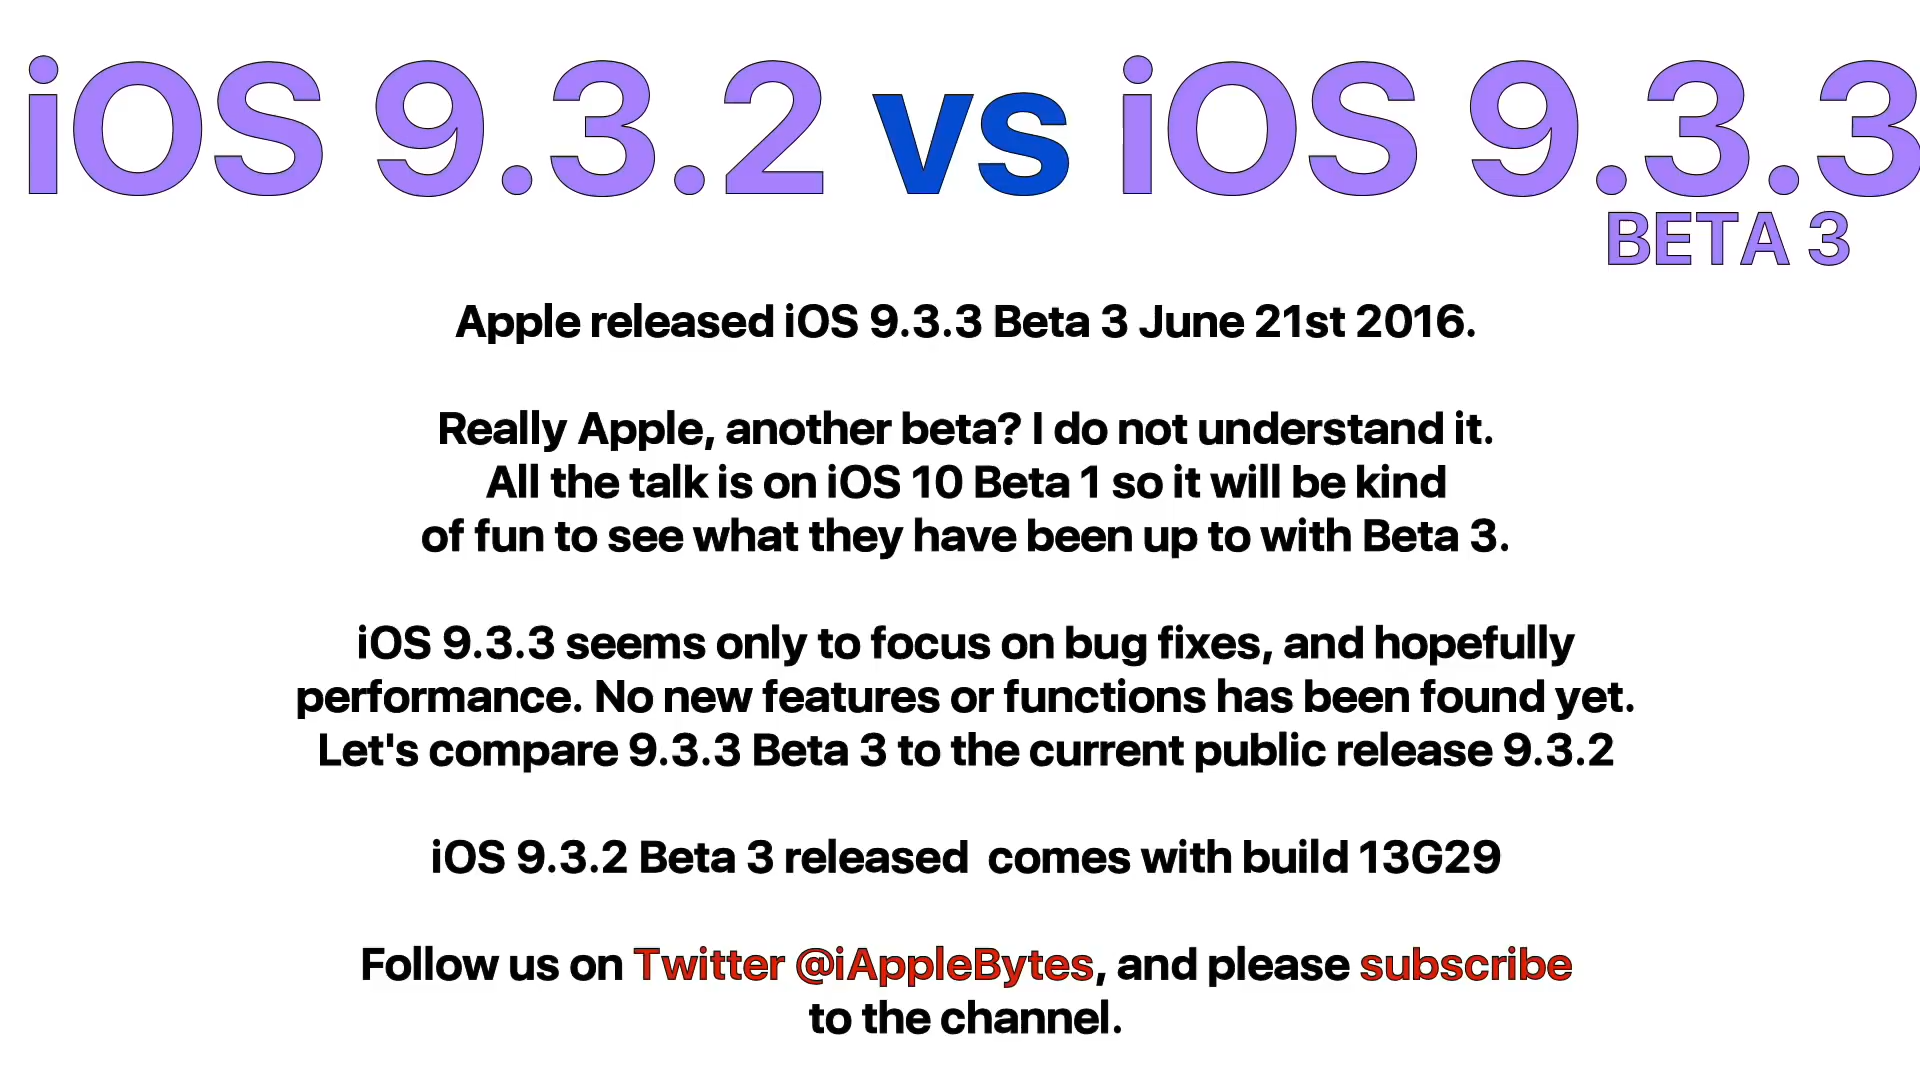 iOS 9.3.2 vs iOS 9.3.3
BETA 3
Apple released iOS 9.3.3 Beta 3 June 21st 2016.
Really Apple, another beta? I do not understand it.
All the talk is on iOS 10 Beta 1 so it will be kind
of fun to see what they have been up to with Beta 3.
iOS 9.3.3 seems only to focus on bug fixes, and hopefully
performance. No new features or functions has been found yet.
Let's compare 9.3.3 Beta 3 to the current public release 9.3.2
iOS 9.3.2 Beta 3 released  comes with build 13G29
Follow us on Twitter @iAppleBytes, and please subscribe
to the channel.